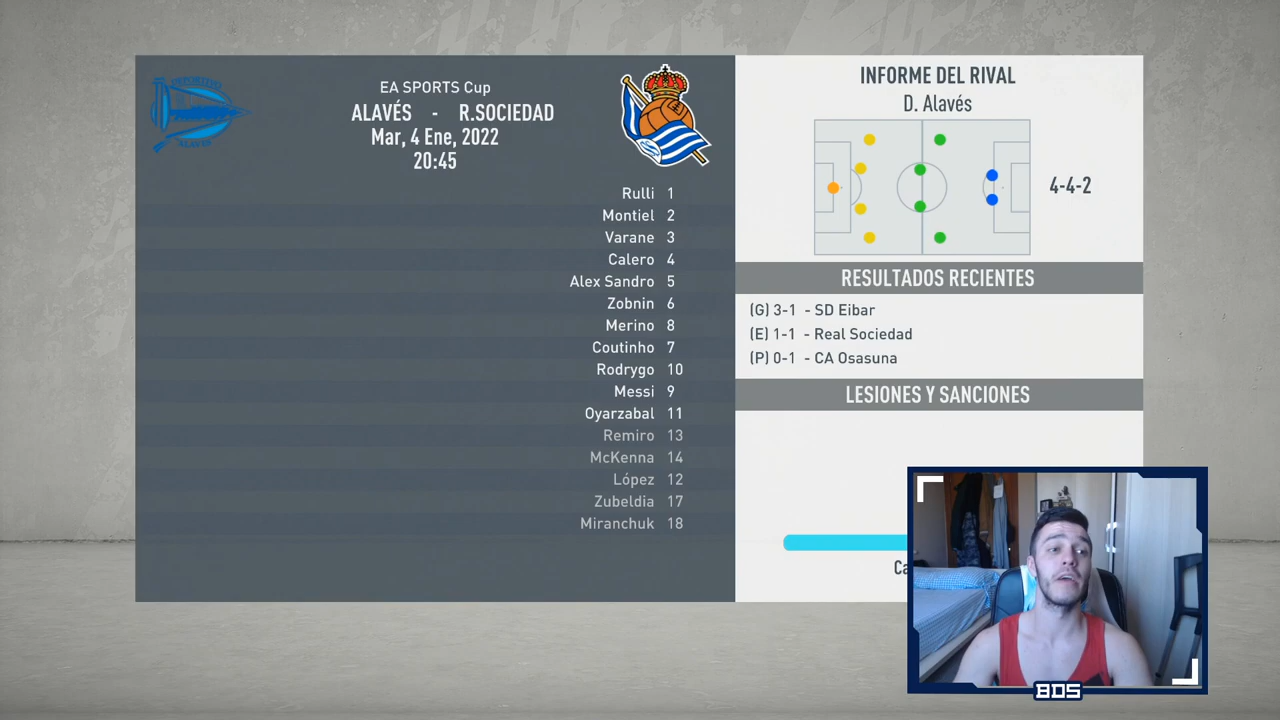 EA SPORTS Cup
ALAVÉS - R.SOCIEDAD
Mar, 4 Ene, 2022
20:45
ALAVÉS
Rulli 1
Montiel 2
Varane 3
Calero 4
Alex Sandro 5
Zobnin 6
Merino 8
Coutinho 7
Rodrygo 10
Messi 9
Oyarzabal 11
Remiro 13
McKenna 14
López 12
Zubeldia 17
Miranchuk 18
INFORME DEL RIVAL
D. Alavés
4-4-2
RESULTADOS RECIENTES
(G) 3-1 - SD Eibar
(E) 1-1 - Real Sociedad
(P) 0-1 - CA Osasuna
LESIONES Y SANCIONES
Ca
BDS